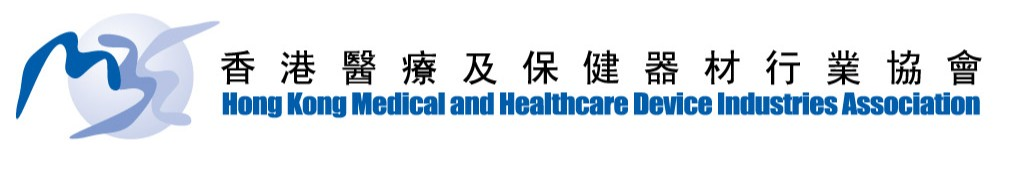 香港醫療及保健器材行業協會
Hong Kong Medical and Healthcare Device Industries Association